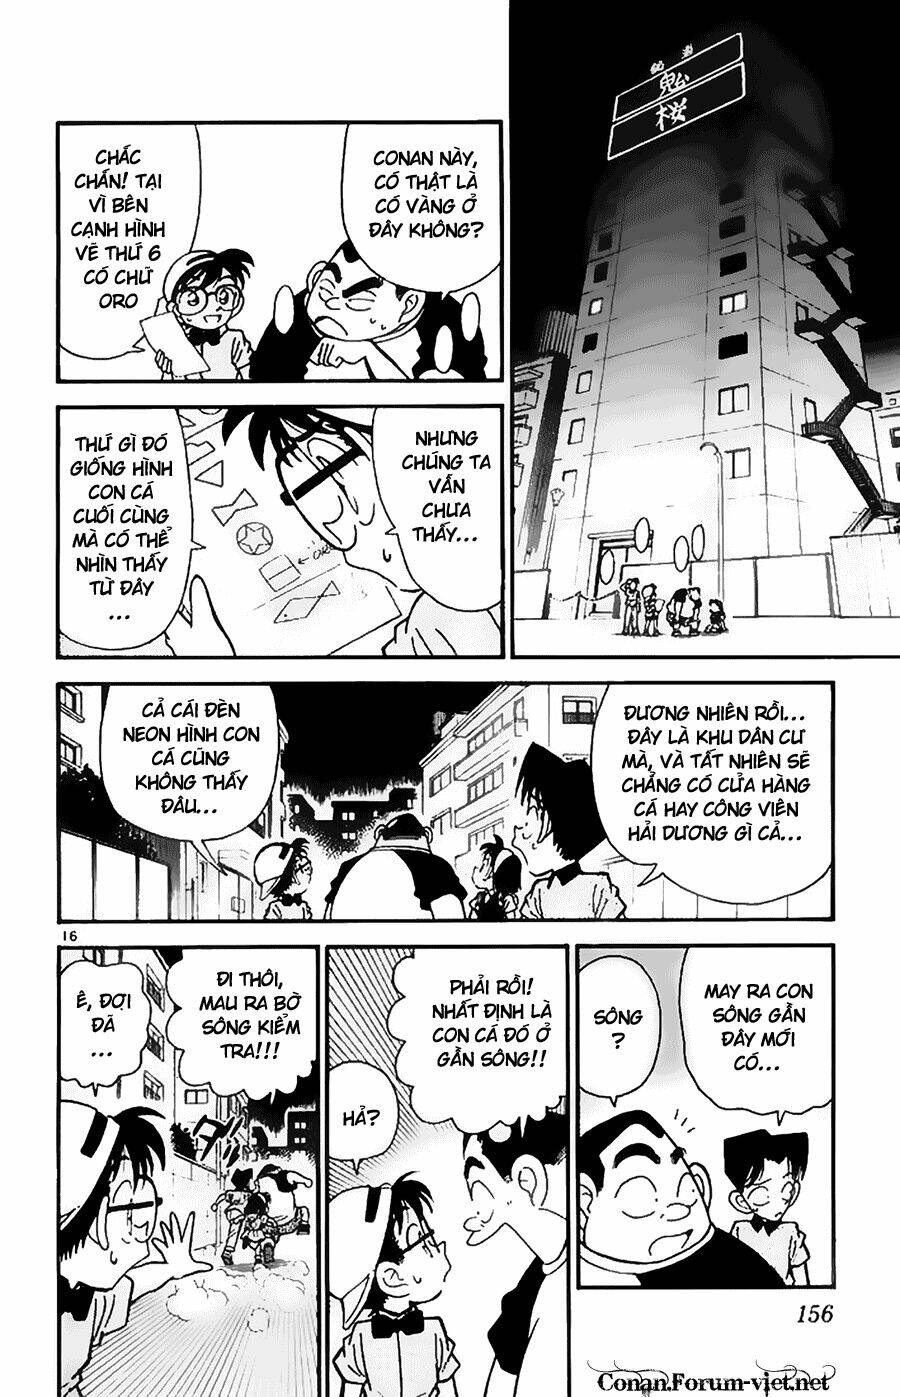 鬼
桜
CONAN NÀY,
CÓ THẬT LÀ
CÓ VÀNG Ở
ĐÂY KHÔNG?
CHẮC
CHẮN! TẠI
VÌ BÊN
CẠNH HÌNH
VẼ THỨ 6
CÓ CHỮ
ORO
NHƯNG
CHÚNG TA
VẪN
CHƯA
THẤY...
THỨ GÌ ĐÓ
GIỐNG HÌNH
CON CÁ
CUỐI CÙNG
MÀ CÓ THỂ
NHÌN THẤY
TỪ ĐÂY
...
←ORO
CẢ CÁI ĐÈN
NEON HÌNH CON
CÁ CŨNG
KHÔNG THẤY
ĐÂU...
ĐƯƠNG NHIÊN RỒI...
ĐÂY LÀ KHU DÂN CƯ
MÀ, VÀ TẤT NHIÊN SẼ
CHẲNG CÓ CỬA HÀNG
CÁ HAY CÔNG VIÊN
HẢI DƯƠNG GÌ CẢ...
16
MAY RA CON
SÔNG GẦN
ĐÂY MỚI
CÓ...
SÔNG
?
PHẢI RỒI!
NHẤT ĐỊNH LÀ
CON CÁ ĐÓ Ở
GẦN SÔNG!!
HẢ?
ĐI THÔI,
MAU RA BỜ
SÔNG KIỂM
TRA!!!
Ê, ĐỢI
ĐÃ
...
156
Conan.Forum-viet.net